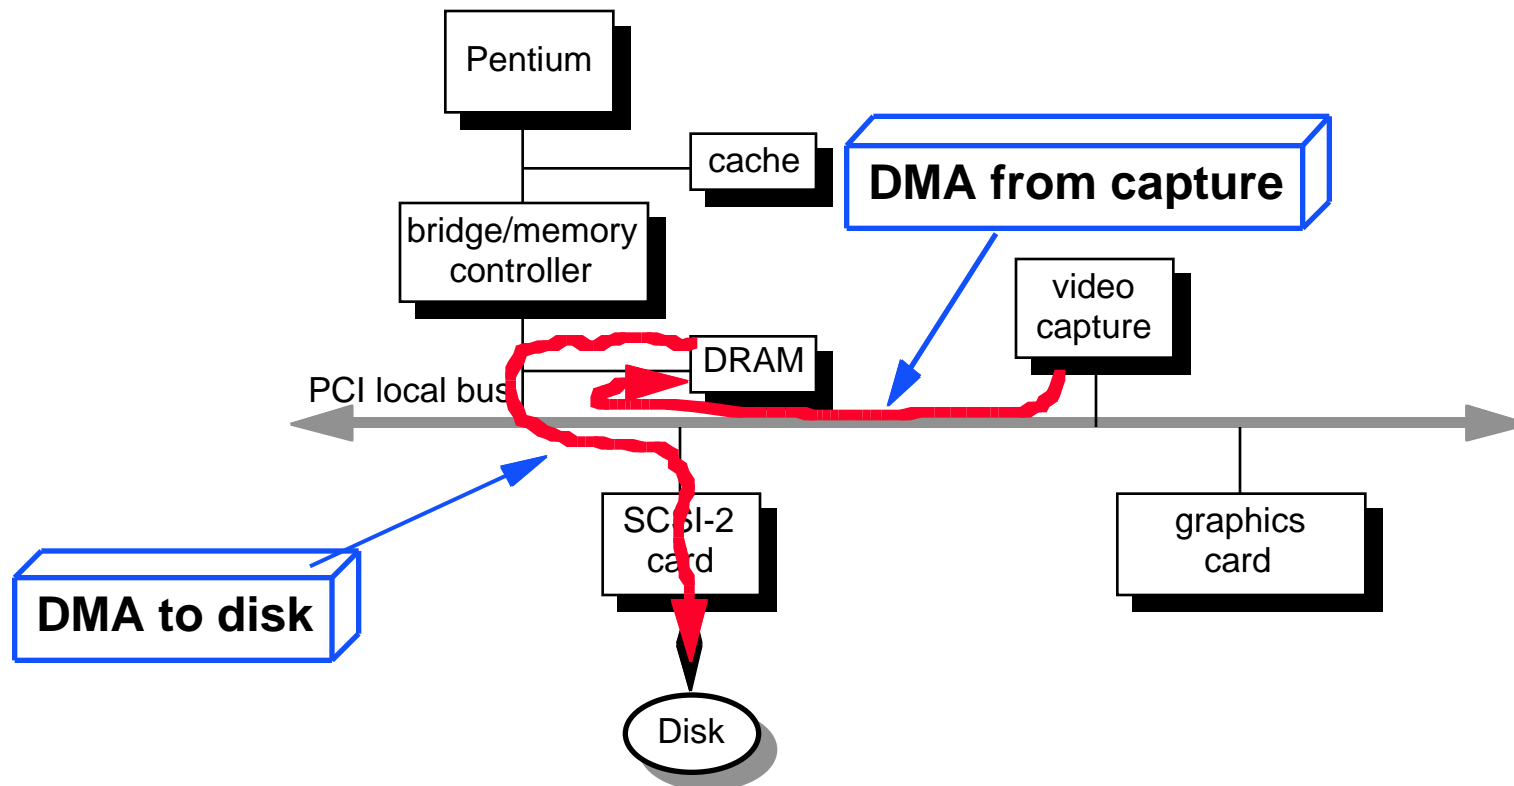 Pentium
cache
DMA from capture
bridge/memory
controller
video
capture
DRAM
PCI local bus
SCSI-2
card
graphics
card
DMA to disk
Disk